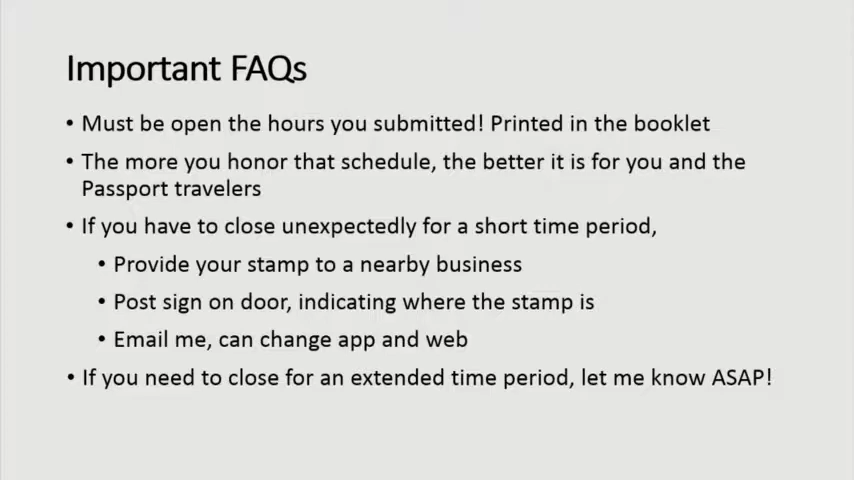 Important FAQs
• Must be open the hours you submitted! Printed in the booklet
• The more you honor that schedule, the better it is for you and the
Passport travelers
• If you have to close unexpectedly for a short time period,
• Provide your stamp to a nearby business
• Post sign on door, indicating where the stamp is
• Email me, can change app and web
• If you need to close for an extended time period, let me know ASAP!